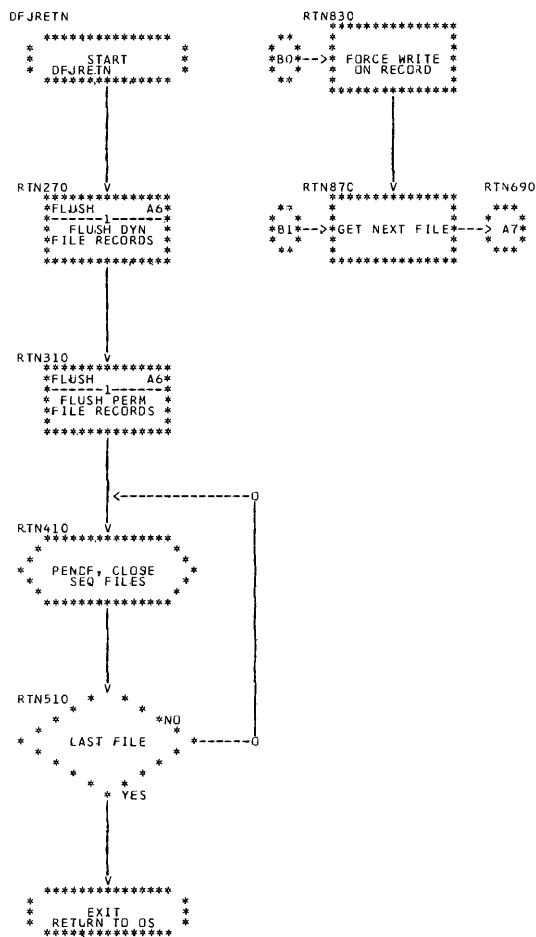 DFJRETN
START
DFJRETN
RTN270
FLUSH A6
1
FLUSH DYN
FILE RECORDS
RTN310
FLUSH A6
1
FLUSH PERM
FILE RECORDS
RTN410
PENDF, CLOSE
SEQ FILES
RTN510
NO
LAST FILE
YES
EXIT
RETURN TO OS
RTN830
B0
FORCE WRITE
ON RECORD
RTN870
RTN690
B1
GET NEXT FILE
A7